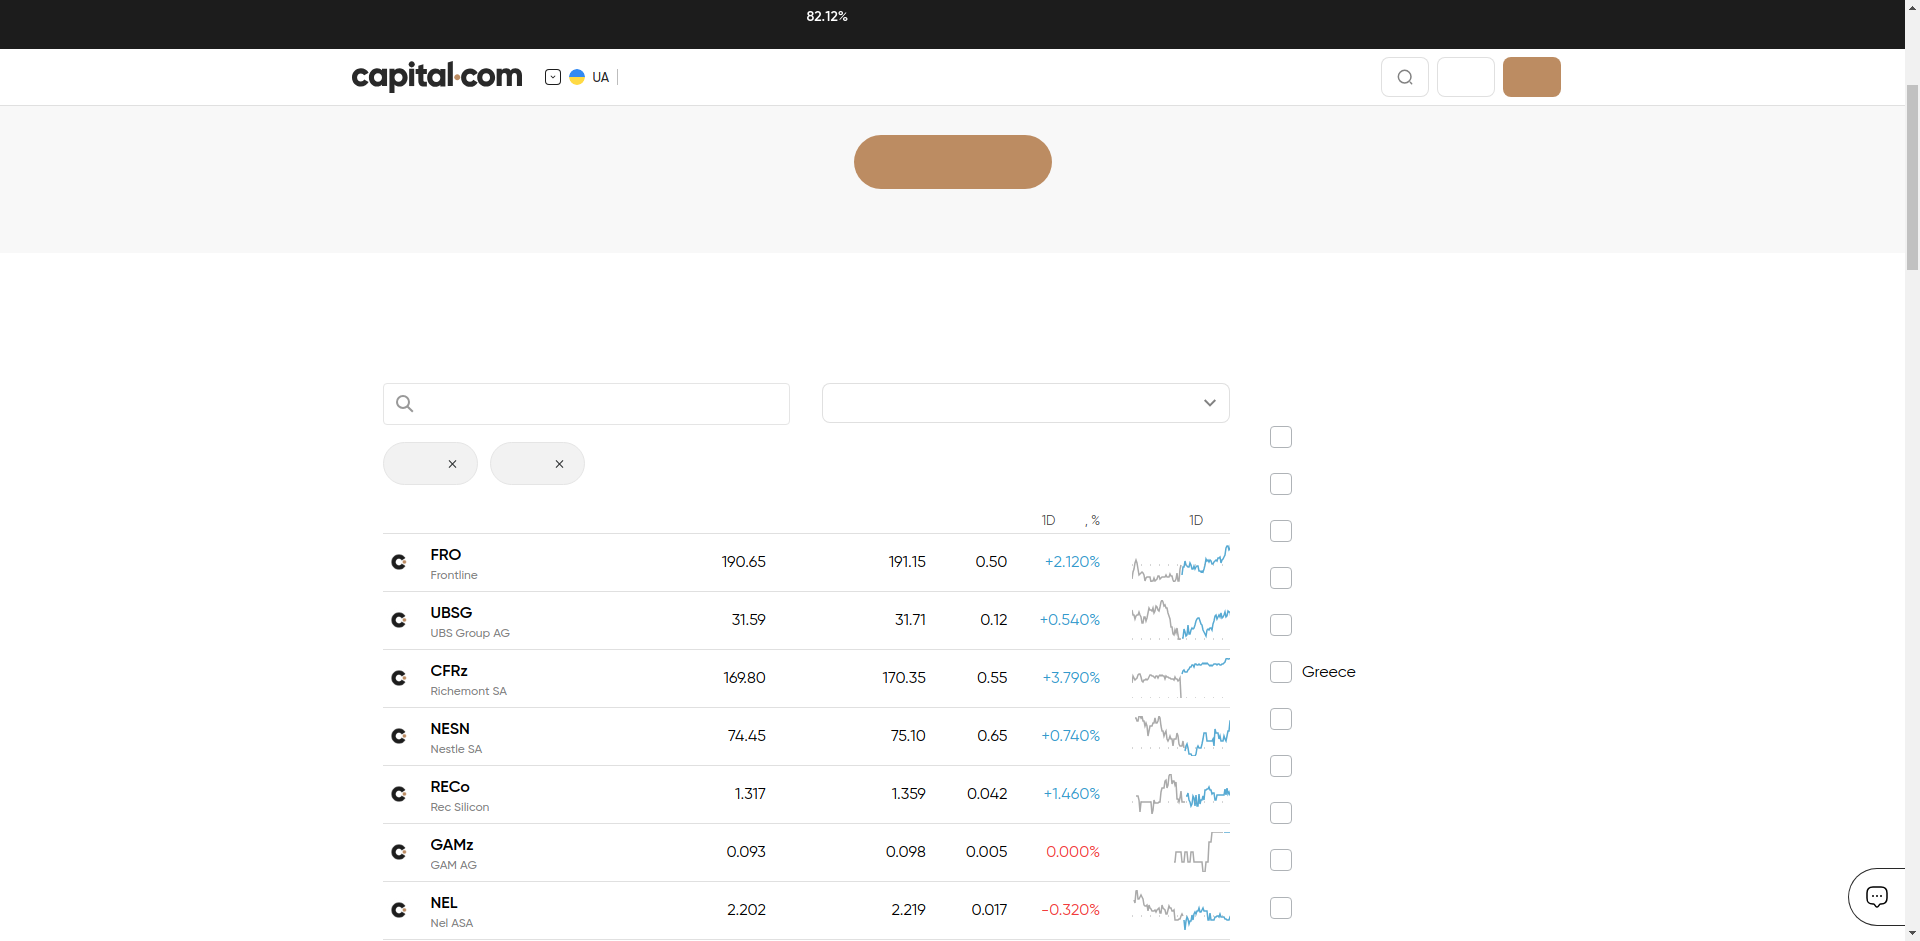 82.12%
capital.com
UA
1D , % 1D
FRO 190.65 191.15 0.50 +2.120%
Frontline
UBSG 31.59 31.71 0.12 +0.540%
UBS Group AG
CFRz 169.80 170.35 0.55 +3.790%
Richemont SA
Greece
NESN 74.45 75.10 0.65 +0.740%
Nestle SA
RECo 1.317 1.359 0.042 +1.460%
Rec Silicon
GAMz 0.093 0.098 0.005 0.000%
GAM AG
NEL 2.202 2.219 0.017 -0.320%
Nel ASA